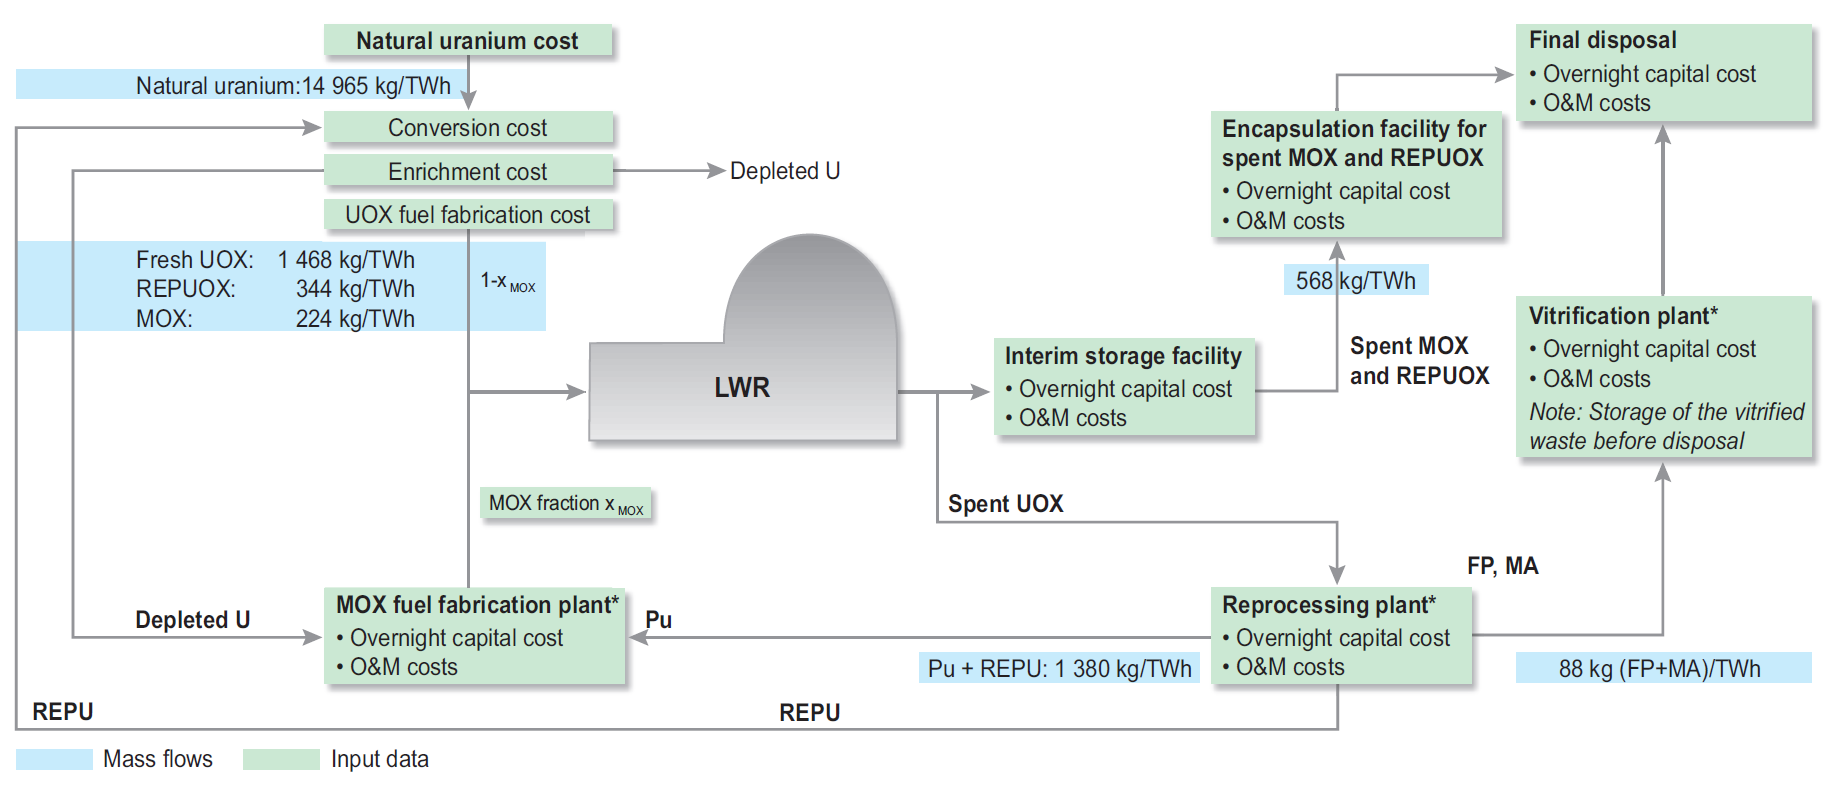 Natural uranium cost
Natural uranium:14 965 kg/TWh
Conversion cost
Enrichment cost
Depleted U
UOX fuel fabrication cost
Fresh UOX: 1 468 kg/TWh
REPUOX: 344 kg/TWh
MOX: 224 kg/TWh
1-x MOX
LWR
MOX fraction x MOX
Depleted U
MOX fuel fabrication plant*
• Overnight capital cost
• O&M costs
Pu
Pu + REPU: 1 380 kg/TWh
REPU
REPU
Interim storage facility
• Overnight capital cost
• O&M costs
Spent UOX
Encapsulation facility for
spent MOX and REPUOX
• Overnight capital cost
• O&M costs
568 kg/TWh
Spent MOX
and REPUOX
Reprocessing plant*
• Overnight capital cost
• O&M costs
FP, MA
88 kg (FP+MA)/TWh
Final disposal
• Overnight capital cost
• O&M costs
Vitrification plant*
• Overnight capital cost
• O&M costs
Note: Storage of the vitrified
waste before disposal
Mass flows
Input data